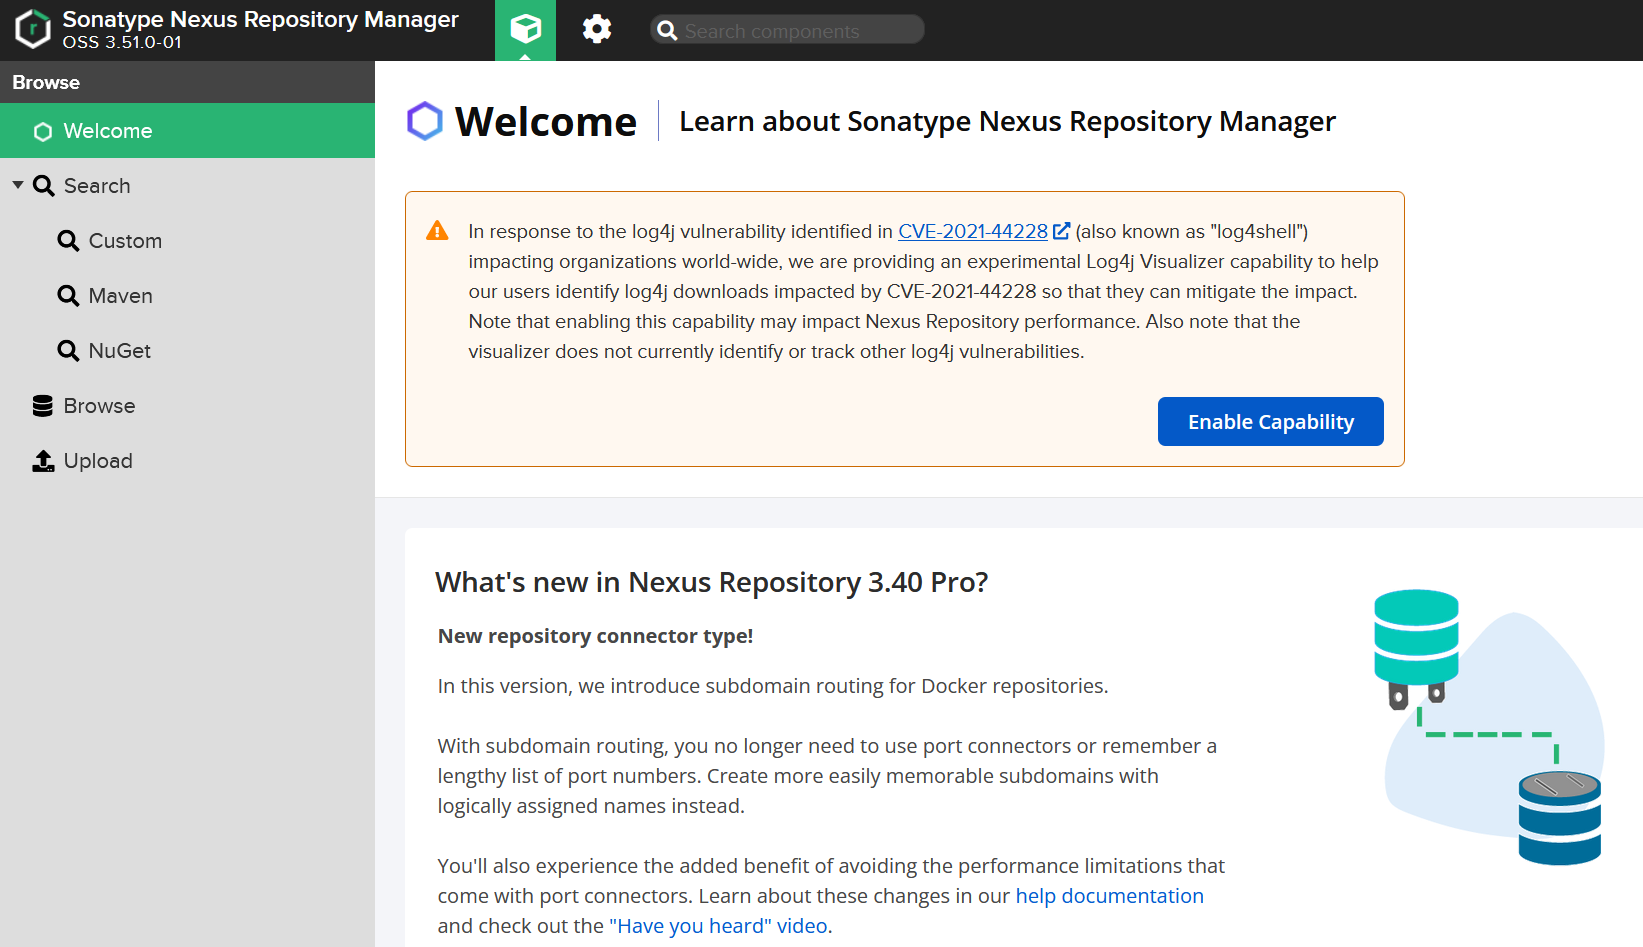 Sonatype Nexus Repository Manager
OSS 3.51.0-01
Search components
Browse
Welcome
Search
Custom
Maven
NuGet
Browse
Upload
Welcome
Learn about Sonatype Nexus Repository Manager
In response to the log4j vulnerability identified in CVE-2021-44228 (also known as "log4shell")
impacting organizations world-wide, we are providing an experimental Log4j Visualizer capability to help
our users identify log4j downloads impacted by CVE-2021-44228 so that they can mitigate the impact.
Note that enabling this capability may impact Nexus Repository performance. Also note that the
visualizer does not currently identify or track other log4j vulnerabilities.
Enable Capability
What's new in Nexus Repository 3.40 Pro?
New repository connector type!
In this version, we introduce subdomain routing for Docker repositories.
With subdomain routing, you no longer need to use port connectors or remember a
lengthy list of port numbers. Create more easily memorable subdomains with
logically assigned names instead.
You'll also experience the added benefit of avoiding the performance limitations that
come with port connectors. Learn about these changes in our help documentation
and check out the "Have you heard" video.